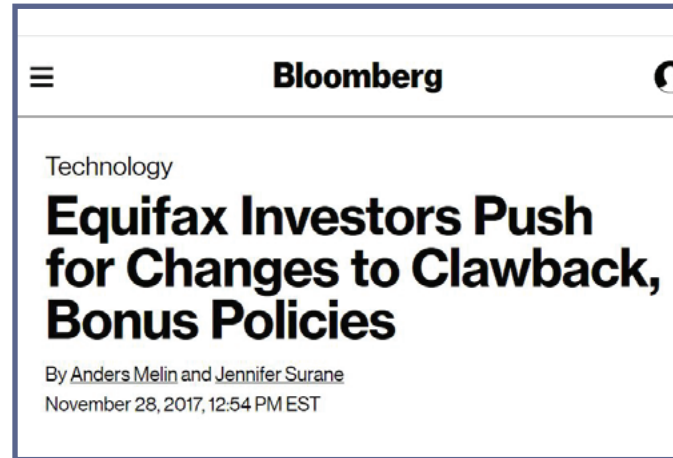 Bloomberg
Technology
Equifax Investors Push
for Changes to Clawback,
Bonus Policies
By Anders Melin and Jennifer Surane
November 28, 2017, 12:54 PM EST